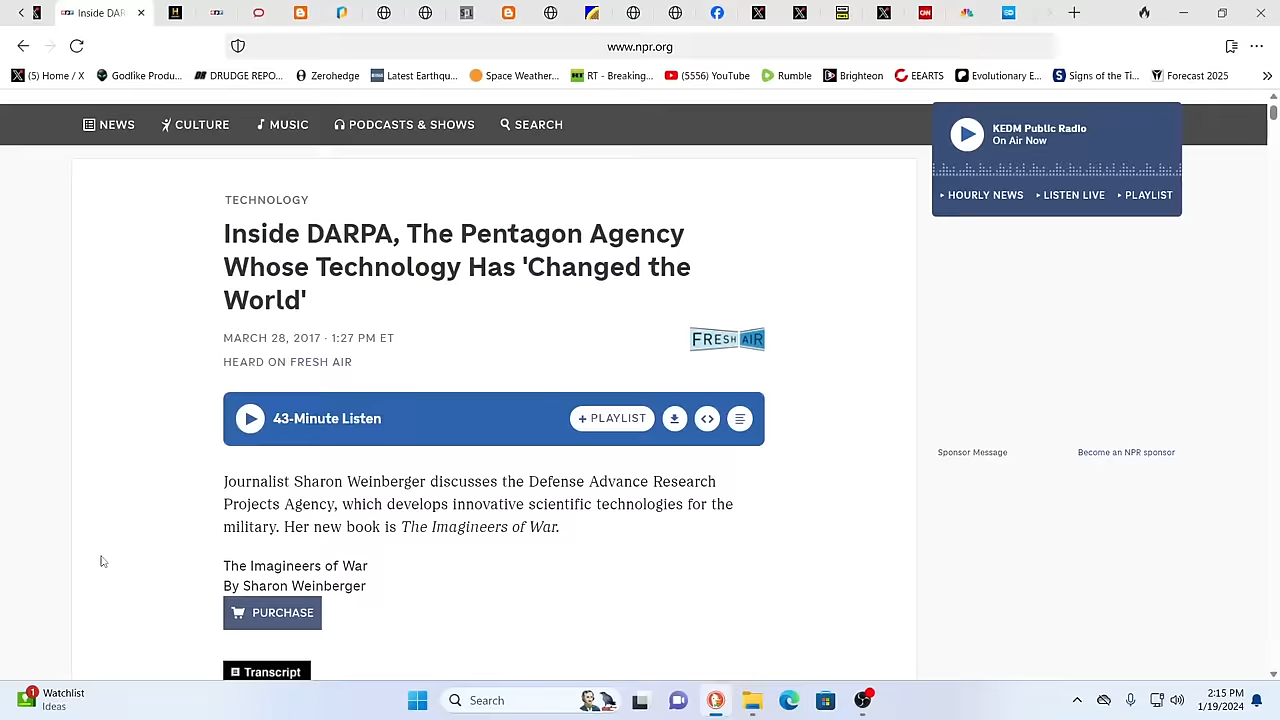 Inside DAR
www.npr.org
(5) Home / X
Godlike Produ...
DRUDGE REPO...
Zerohedge
Latest Earthqu...
Space Weather...
RT - Breaking...
(5556) YouTube
Rumble
Brighteon
EEARTS
Evolutionary E...
Signs of the Ti...
Forecast 2025
NEWS
CULTURE
MUSIC
PODCASTS & SHOWS
SEARCH
KEDM Public Radio
On Air Now
HOURLY NEWS
LISTEN LIVE
PLAYLIST
TECHNOLOGY
Inside DARPA, The Pentagon Agency
Whose Technology Has 'Changed the
World'
MARCH 28, 2017 · 1:27 PM ET
HEARD ON FRESH AIR
FRESH AIR
43-Minute Listen
+ PLAYLIST
Sponsor Message
Become an NPR sponsor
Journalist Sharon Weinberger discusses the Defense Advance Research
Projects Agency, which develops innovative scientific technologies for the
military. Her new book is The Imagineers of War.
The Imagineers of War
By Sharon Weinberger
PURCHASE
Transcript
1
Watchlist
Ideas
Search
2:15 PM
1/19/2024